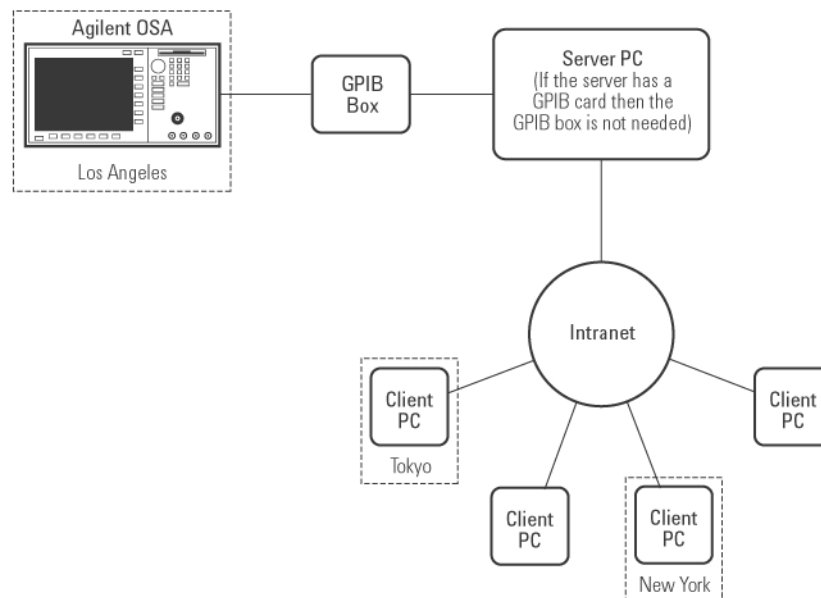 Agilent OSA
Los Angeles
GPIB
Box
Server PC
(If the server has a
GPIB card then the
GPIB box is not needed)
Intranet
Client
PC
Tokyo
Client
PC
Client
PC
New York
Client
PC